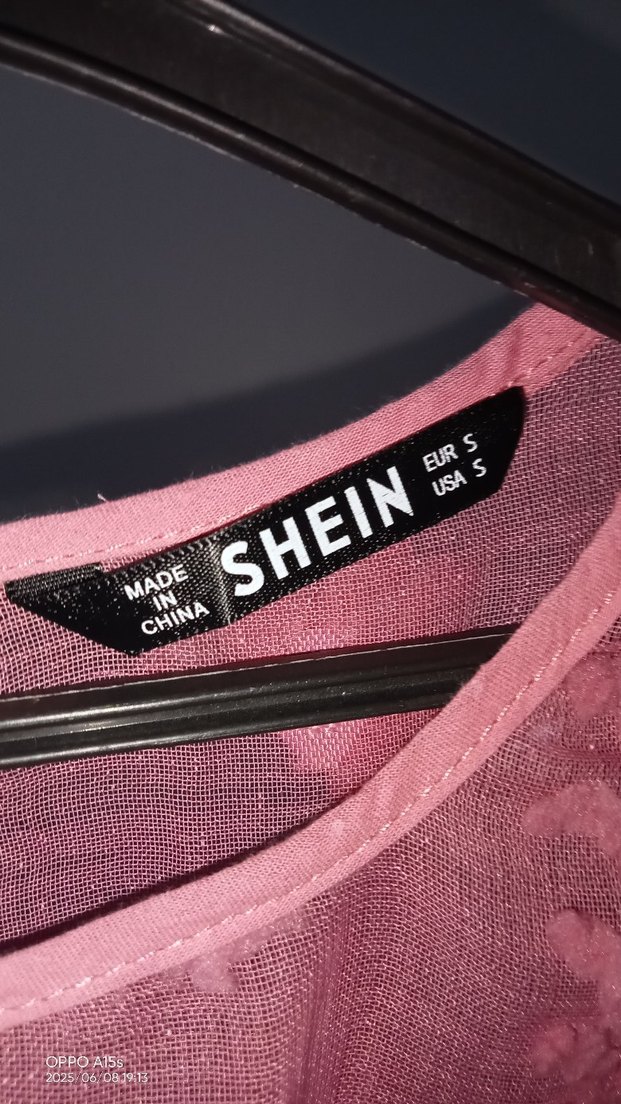 MADE
IN
CHINA
SHEIN
EUR S
USA S
OPPO A15s
2025/06/08 19:13